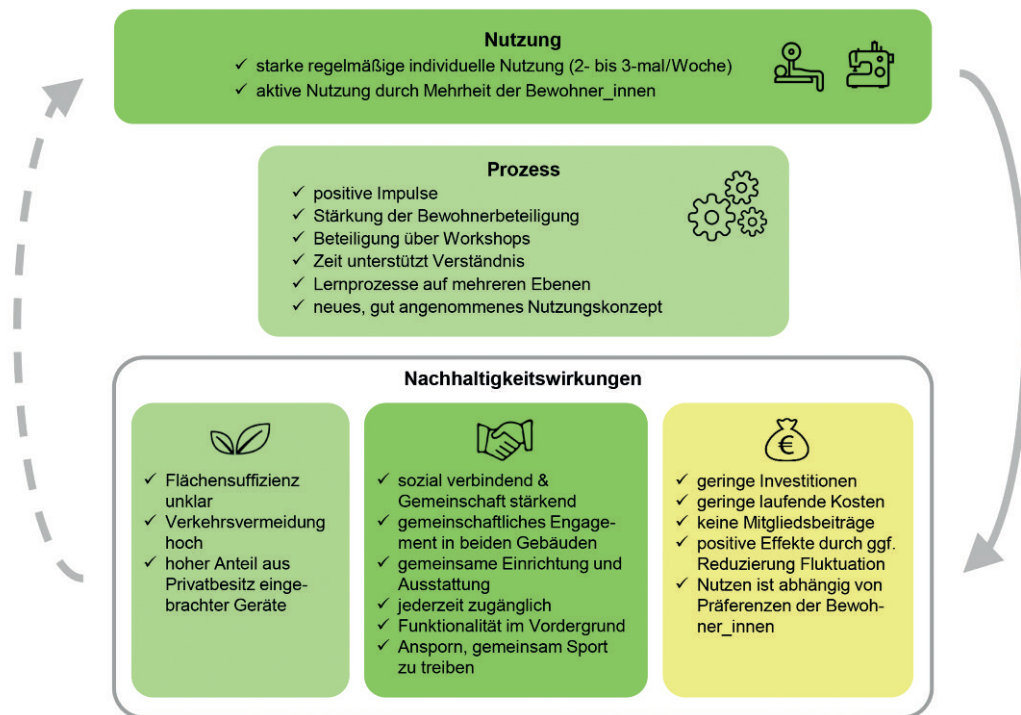 Nutzung
✓ starke regelmäßige individuelle Nutzung (2- bis 3-mal/Woche)
✓ aktive Nutzung durch Mehrheit der Bewohner_innen
Prozess
✓ positive Impulse
✓ Stärkung der Bewohnerbeteiligung
✓ Beteiligung über Workshops
✓ Zeit unterstützt Verständnis
✓ Lernprozesse auf mehreren Ebenen
✓ neues, gut angenommenes Nutzungskonzept
Nachhaltigkeitswirkungen
✓ Flächensuffizienz
unklar
✓ Verkehrsvermeidung
hoch
✓ hoher Anteil aus
Privatbesitz einge-
brachter Geräte
✓ sozial verbindend &
Gemeinschaft stärkend
✓ gemeinschaftliches Engage-
ment in beiden Gebäuden
✓ gemeinsame Einrichtung und
Ausstattung
✓ jederzeit zugänglich
✓ Funktionalität im Vordergrund
✓ Ansporn, gemeinsam Sport
zu treiben
€
✓ geringe Investitionen
✓ geringe laufende Kosten
✓ keine Mitgliedsbeiträge
✓ positive Effekte durch ggf.
Reduzierung Fluktuation
✓ Nutzen ist abhängig von
Präferenzen der Bewoh-
ner_innen